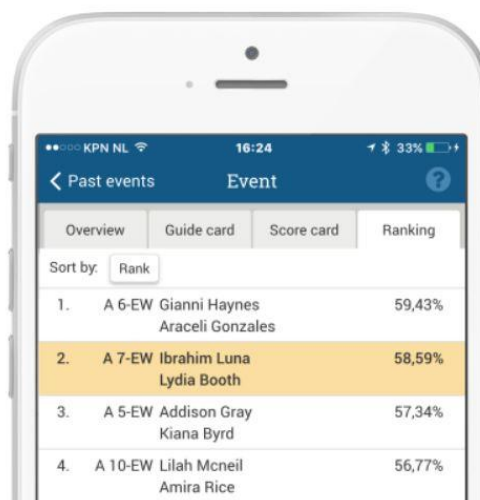 KPN NL 16:24 33%
Past events Event ?
Overview Guide card Score card Ranking
Sort by: Rank
1. A 6-EW Gianni Haynes 59,43%
Araceli Gonzales
2. A 7-EW Ibrahim Luna 58,59%
Lydia Booth
3. A 5-EW Addison Gray 57,34%
Kiana Byrd
4. A 10-EW Lilah Mcneil 56,77%
Amira Rice